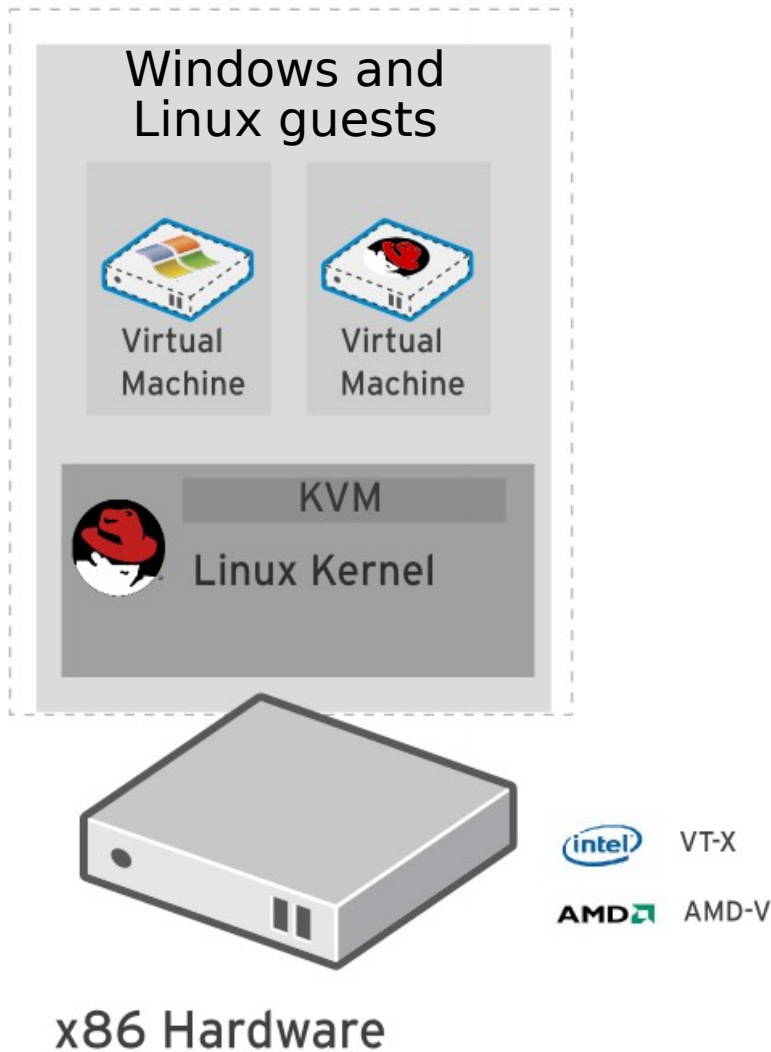 Windows and
Linux guests
Virtual
Machine
Virtual
Machine
KVM
Linux Kernel
intel
VT-X
AMD
AMD-V
x86 Hardware